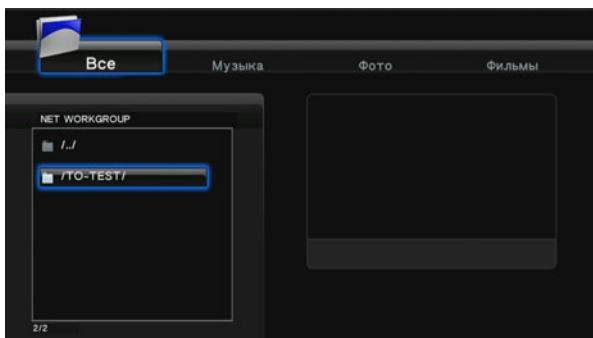 Все Музыка Фото Фильмы
NET WORKGROUP
/../
/TO-TEST/
2/2